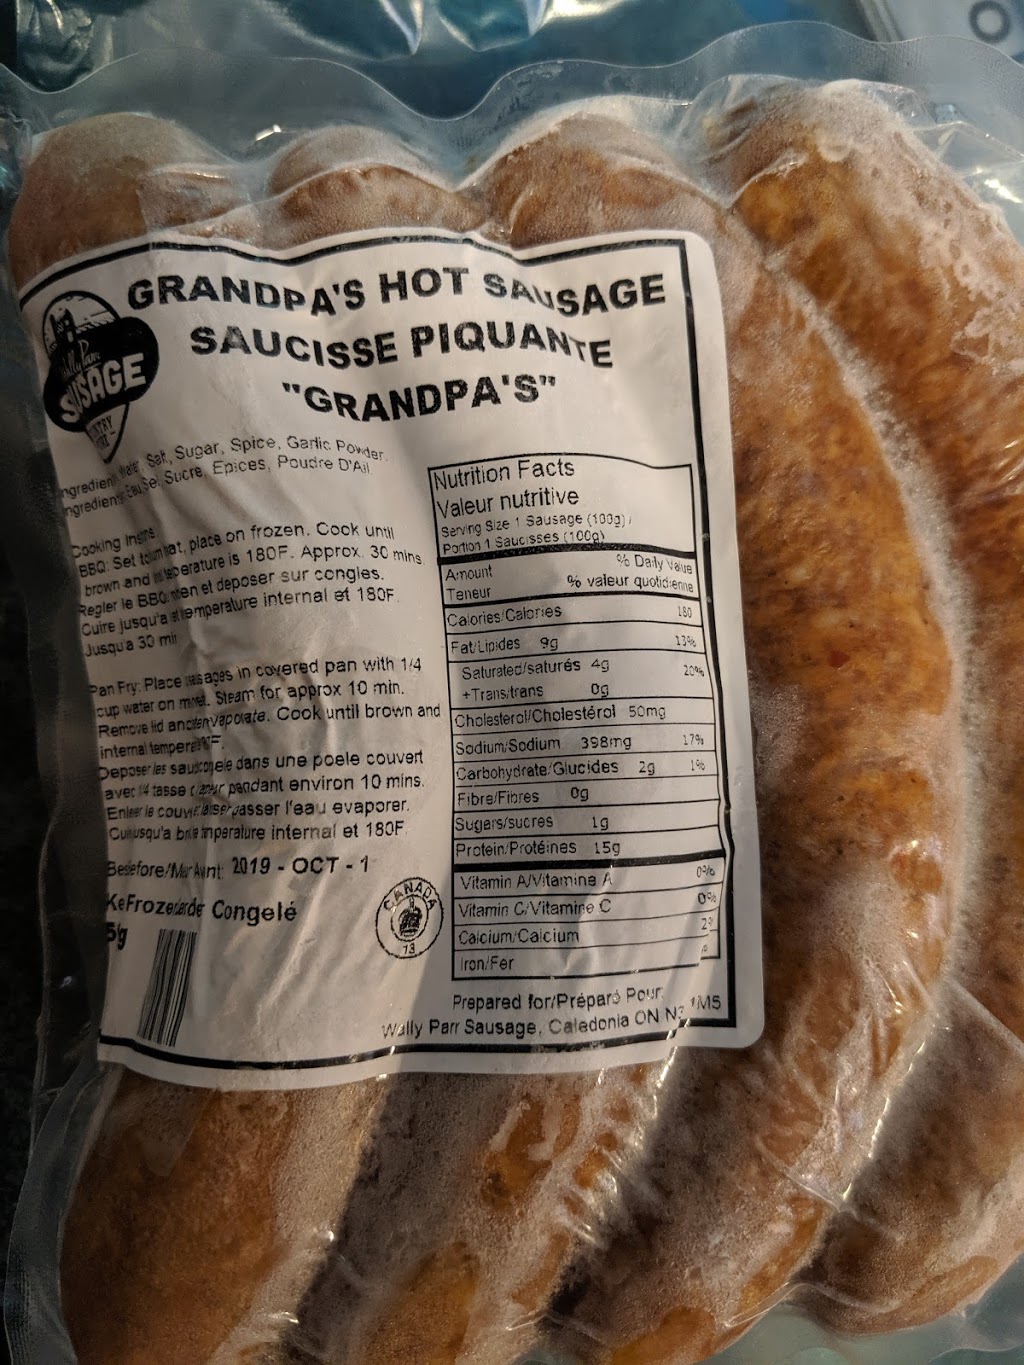 GRANDPA'S HOT SAUSAGE
SAUCISSE PIQUANTE
"GRANDPA'S"
SAUSAGE
Salt, Sugar, Spice, Garlic Powder.
Sel, Sucre, Epices, Poudre D'Ail
Cooking
BBQ: Set to place on frozen. Cook until
brown and is 180F. Approx. 30 mins
Regler le BBQ et deposer sur congles.
Cuire jusqu'a temperature internal et 180F.
Jusqu'a 30 min
Pan Fry: Place in covered pan with 1/4
cup water on Steam for approx 10 min.
Remove lid Cook until brown and
internal
Deposer les dans une poele couvert
avec 1/4 tasse pendant environ 10 mins.
le l'eau evaporer.
internal et 180F
2019 - OCT - 1
Congelé
CANADA
13
Nutrition Facts
Valeur nutritive
Serving Size 1 Sausage (100g) /
Portion 1 Saucisses (100g)
Amount % Daily Value
Teneur % valeur quotidienne
Calories/Calories 180
Fat/Lipides 9g 13%
Saturated/saturés 4g 20%
+Trans/trans 0g
Cholesterol/Cholestérol 50mg
Sodium/Sodium 398mg 17%
Carbohydrate/Glucides 2g 1%
Fibre/Fibres 0g
Sugars/sucres 1g
Protein/Protéines 15g
Vitamin A/Vitamine A 0%
Vitamin C/Vitamine C 0%
Calcium/Calcium
Iron/Fer
Prepared for/Préparé Pour:
Wally Parr Sausage, Caledonia ON